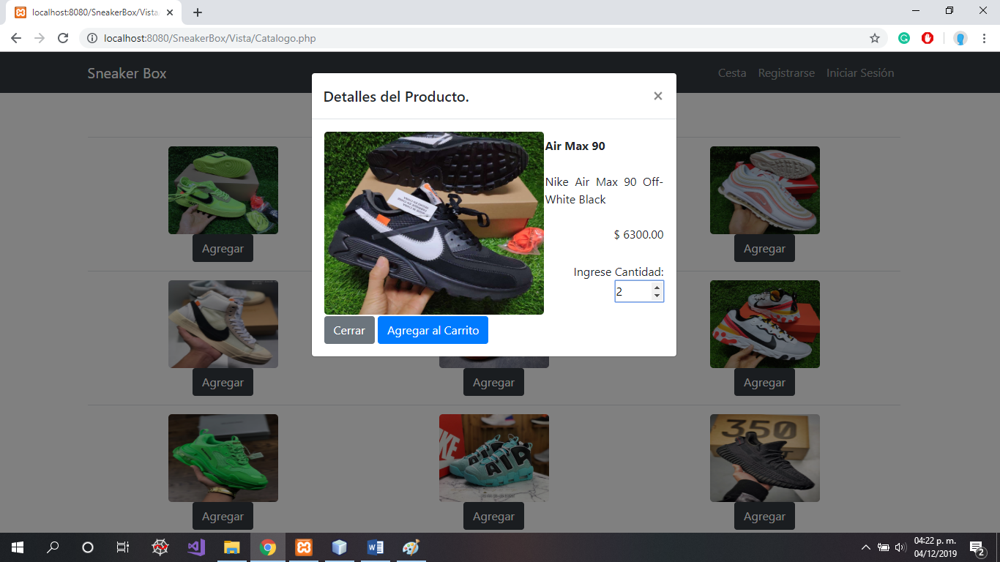 localhost:8080/SneakerBox/Vista
localhost:8080/SneakerBox/Vista/Catalogo.php
Sneaker Box
Cesta Registrarse Iniciar Sesión
Detalles del Producto.
×
Air Max 90
Nike Air Max 90 Off-
White Black
$ 6300.00
Ingrese Cantidad:
2
Cerrar
Agregar al Carrito
Agregar
Agregar
Agregar
Agregar
Agregar
AIR
350
Agregar
Agregar
Agregar
04:22 p. m.
04/12/2019
2